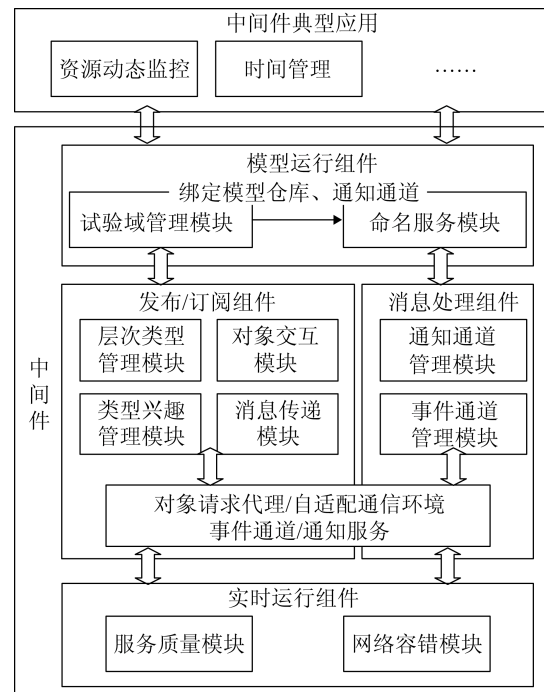 中间件典型应用
资源动态监控
时间管理
……
中间件
模型运行组件
绑定模型仓库、通知通道
试验域管理模块
命名服务模块
发布/订阅组件
层次类型
管理模块
对象交互
模块
类型兴趣
管理模块
消息传递
模块
消息处理组件
通知通道
管理模块
事件通道
管理模块
对象请求代理/自适配通信环境
事件通道/通知服务
实时运行组件
服务质量模块
网络容错模块